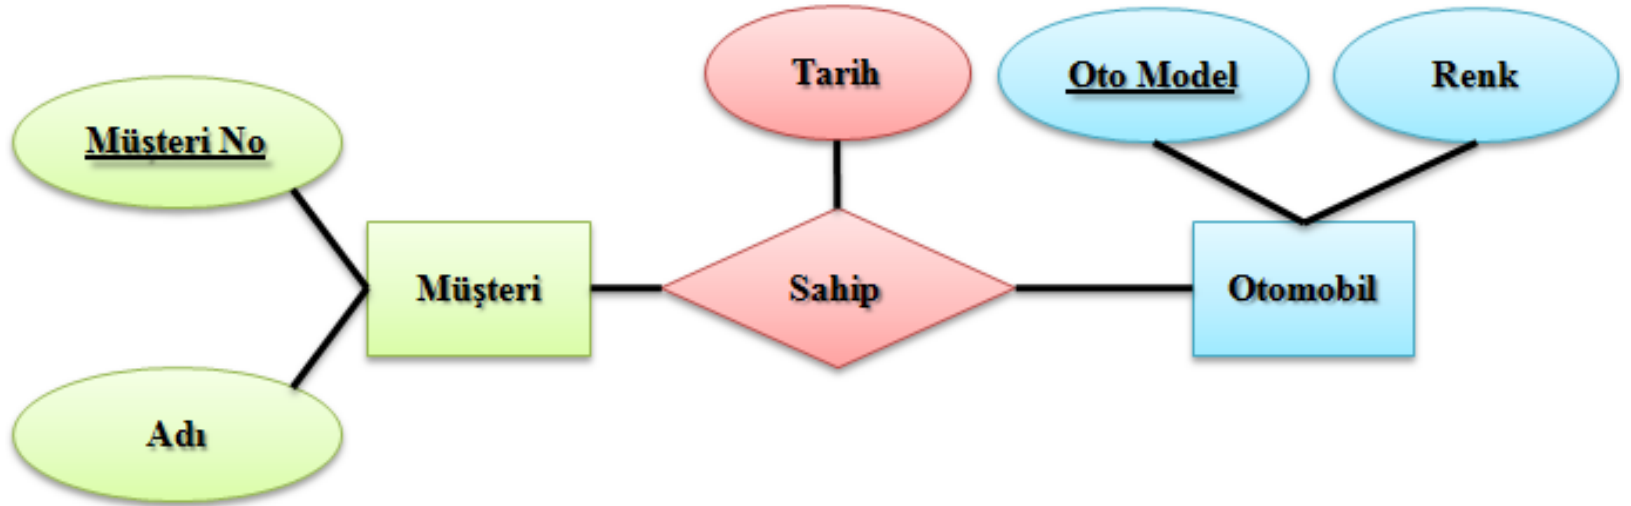 Tarih
Oto Model
Renk
Müşteri No
Müşteri
Sahip
Otomobil
Adı